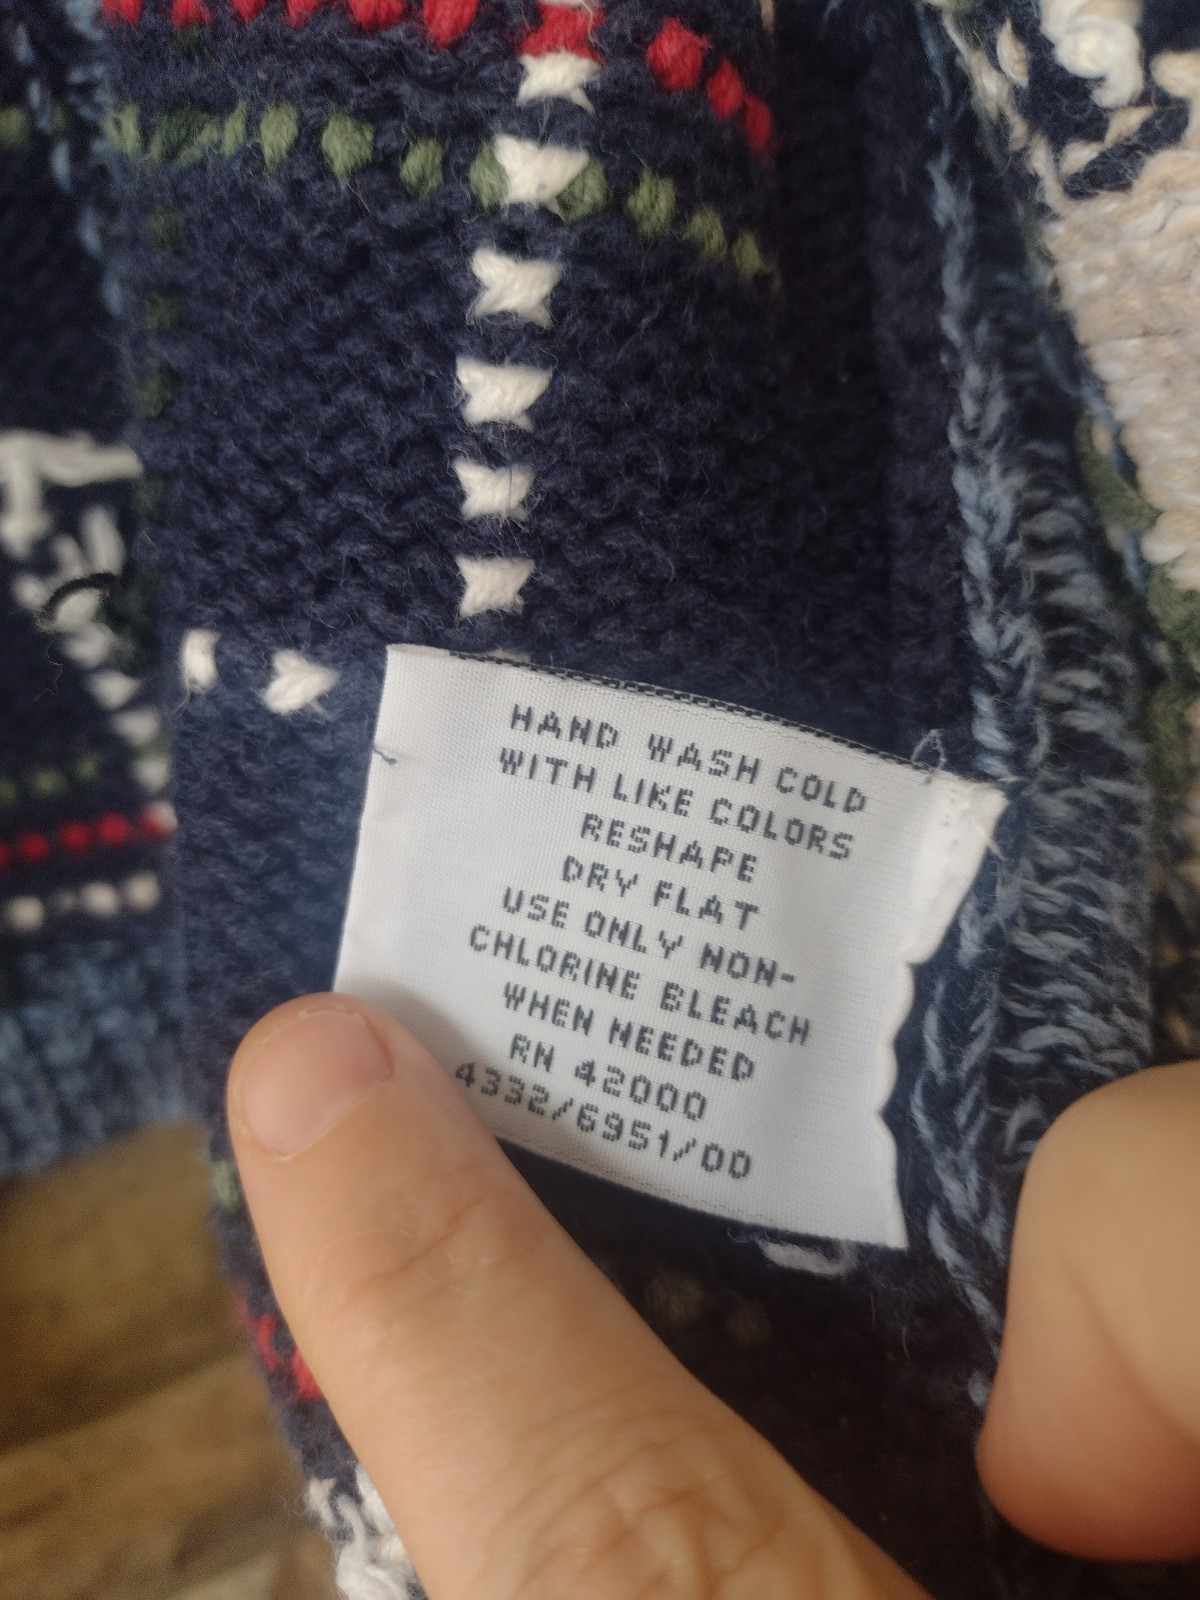 HAND WASH COLD
WITH LIKE COLORS
RESHAPE
DRY FLAT
USE ONLY NON-
CHLORINE BLEACH
WHEN NEEDED
RN 42000
4332/6951/00